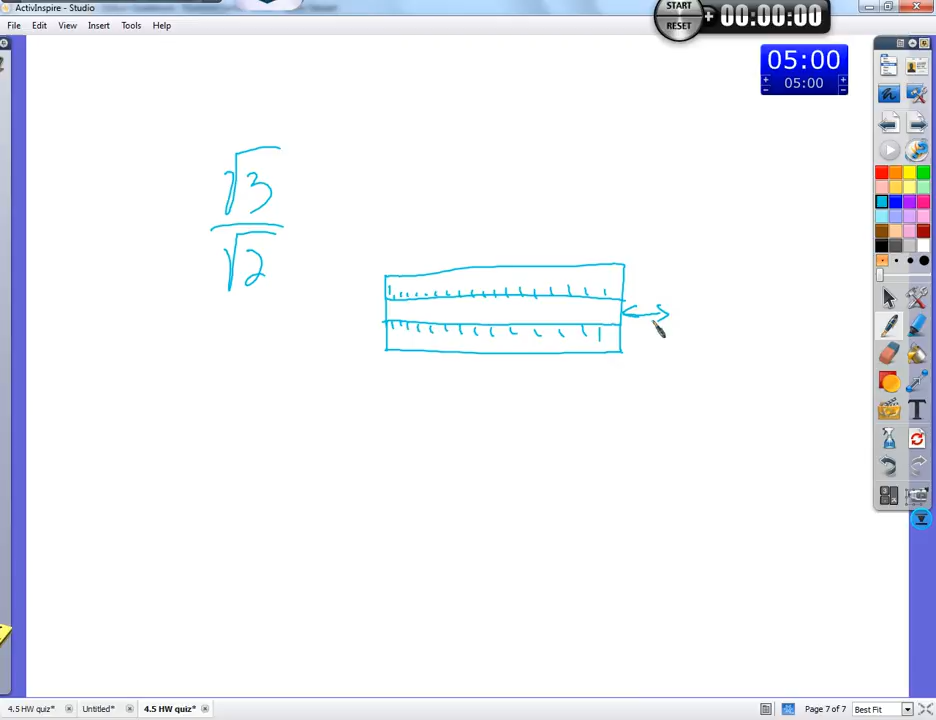 ActivInspire - Studio
START
RESET
+ 00:00:00
File Edit View Insert Tools Help
05:00
+ 05:00 +
√3
√2
T
4.5 HW quiz* Untitled* 4.5 HW quiz*
Page 7 of 7 Best Fit